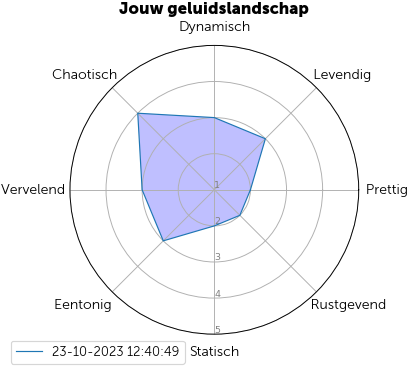 Jouw geluidslandschap
Dynamisch
Chaotisch
Levendig
Vervelend
1
Prettig
2
3
4
Eentonig
Rustgevend
5
23-10-2023 12:40:49
Statisch